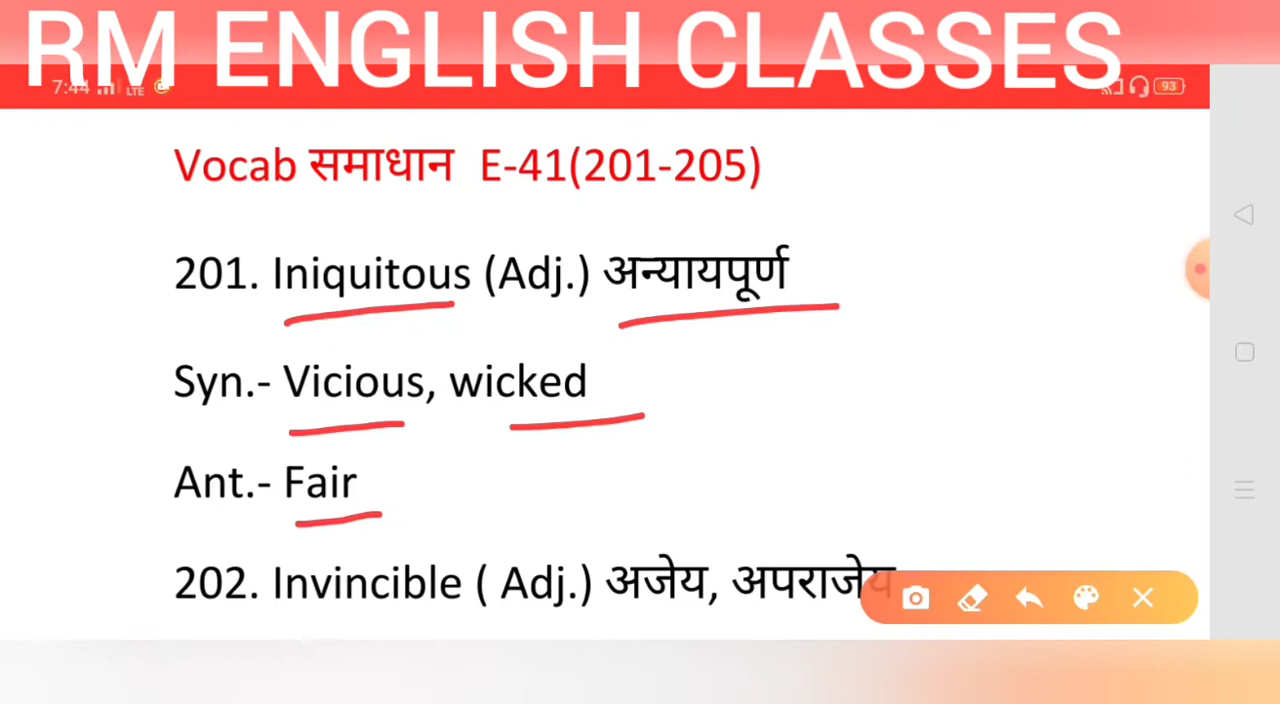 RM ENGLISH CLASSES
7:44 LTE 93
Vocab समाधान E-41(201-205)
201. Iniquitous (Adj.) अन्यायपूर्ण
Syn.- Vicious, wicked
Ant.- Fair
202. Invincible ( Adj.) अजेय, अपराजेय